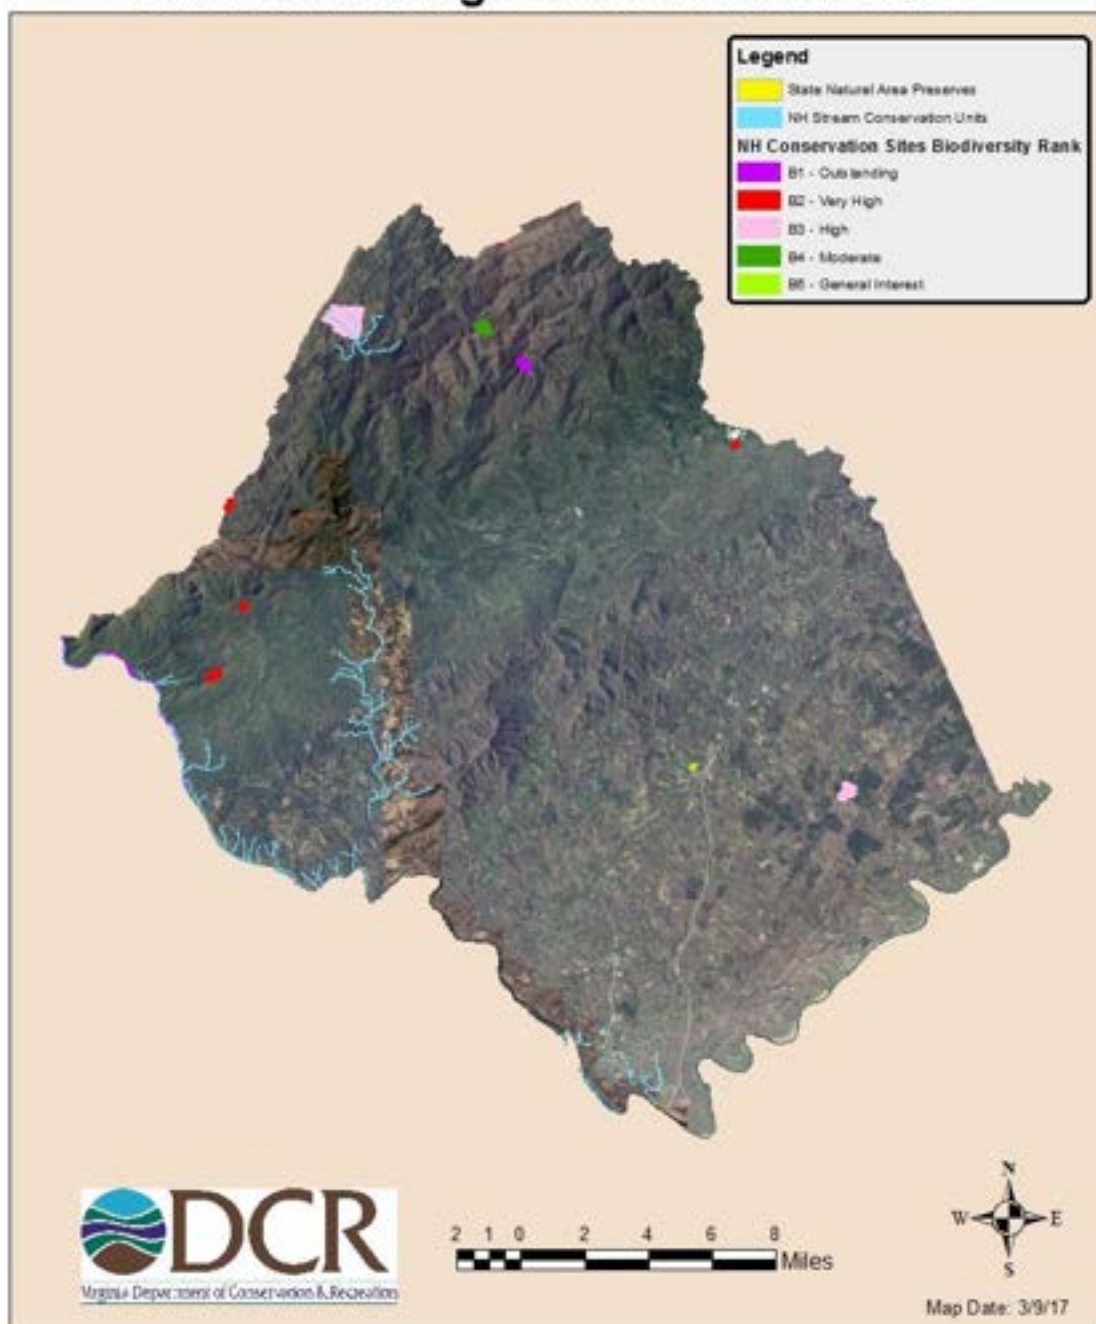 Legend
State Natural Area Preserves
NH Stream Conservation Units
NH Conservation Sites Biodiversity Rank
B1 - Outstanding
B2 - Very High
B3 - High
B4 - Moderate
B5 - General Interest
DCR
Virginia Department of Conservation & Recreation
2 1 0 2 4 6 8
Miles
N
W E
S
Map Date: 3/9/17